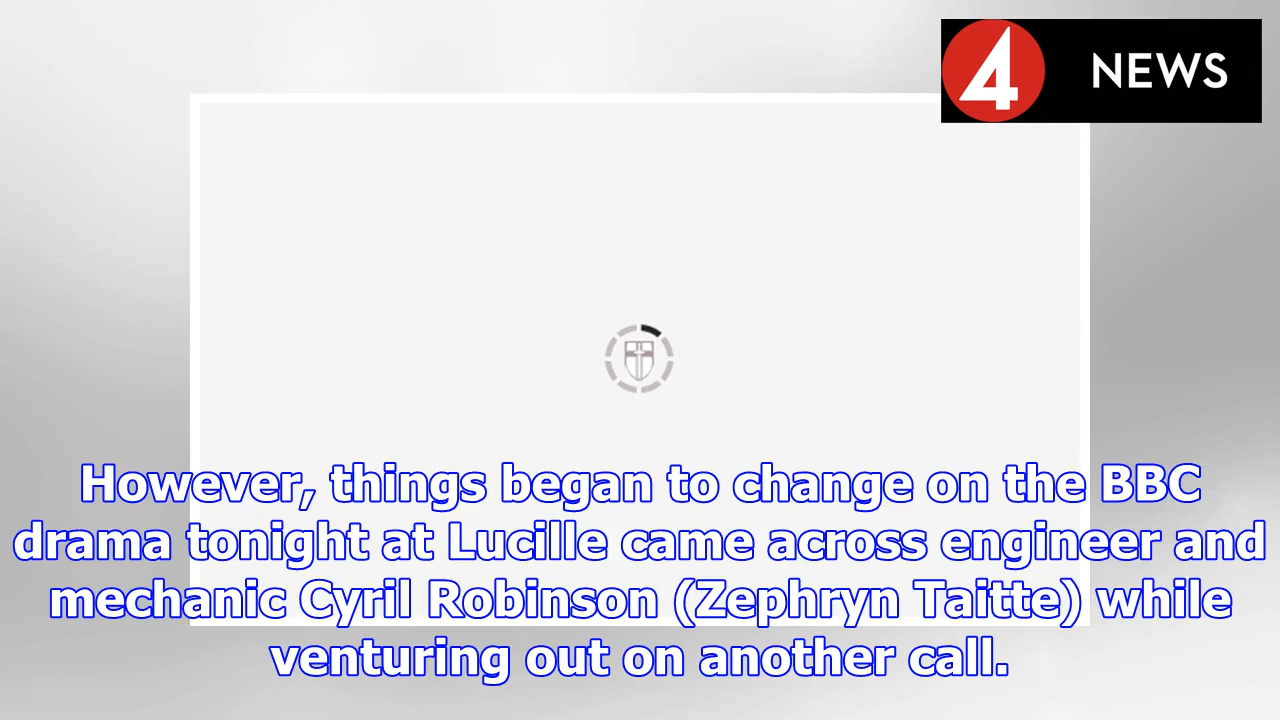 4 NEWS
However, things began to change on the BBC
drama tonight at Lucille came across engineer and
mechanic Cyril Robinson (Zephryn Taitte) while
venturing out on another call.